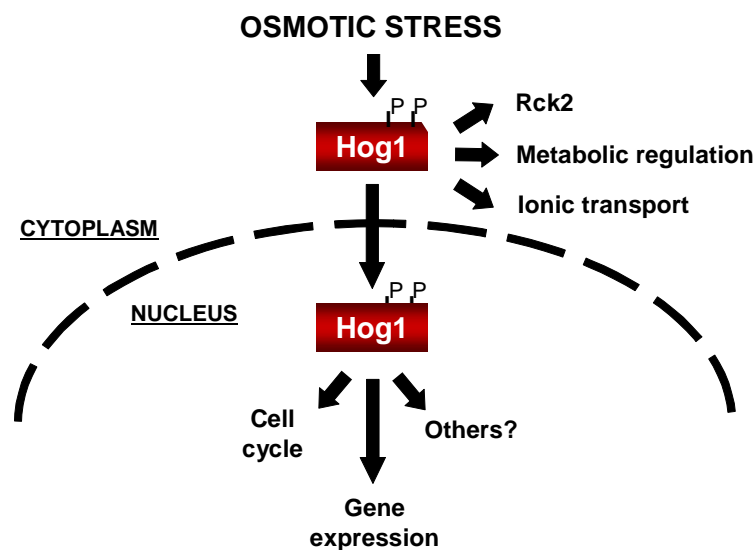 OSMOTIC STRESS
P P
Rck2
Hog1
Metabolic regulation
Ionic transport
CYTOPLASM
P P
NUCLEUS
Hog1
Cell
cycle
Others?
Gene
expression